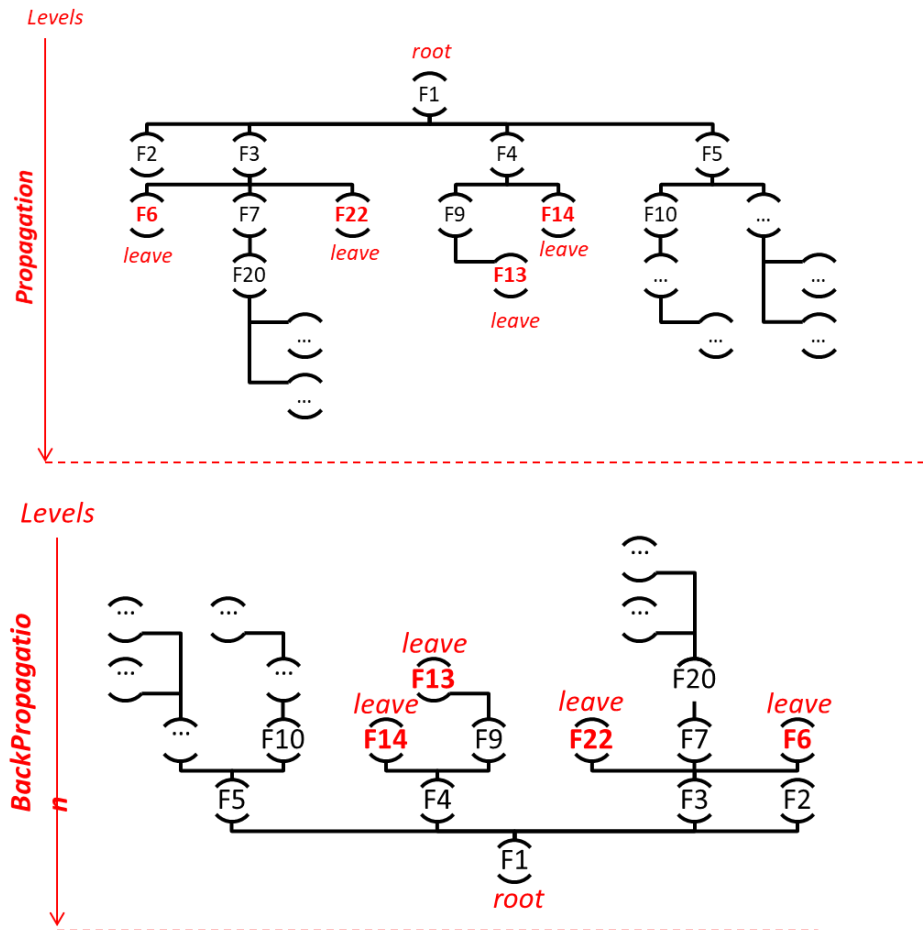 Levels
root
F1
F2 F3 F4 F5
F6 F7 F22 F9 F14 F10 ...
leave leave leave
F20 F13 ... ...
leave
... ... ...
...
Propagation
Levels
...
... ... ...
leave
... ... F13 F20
leave leave leave
... F10 F14 F9 F22 F7 F6
F5 F4 F3 F2
F1
root
BackPropagatio
n